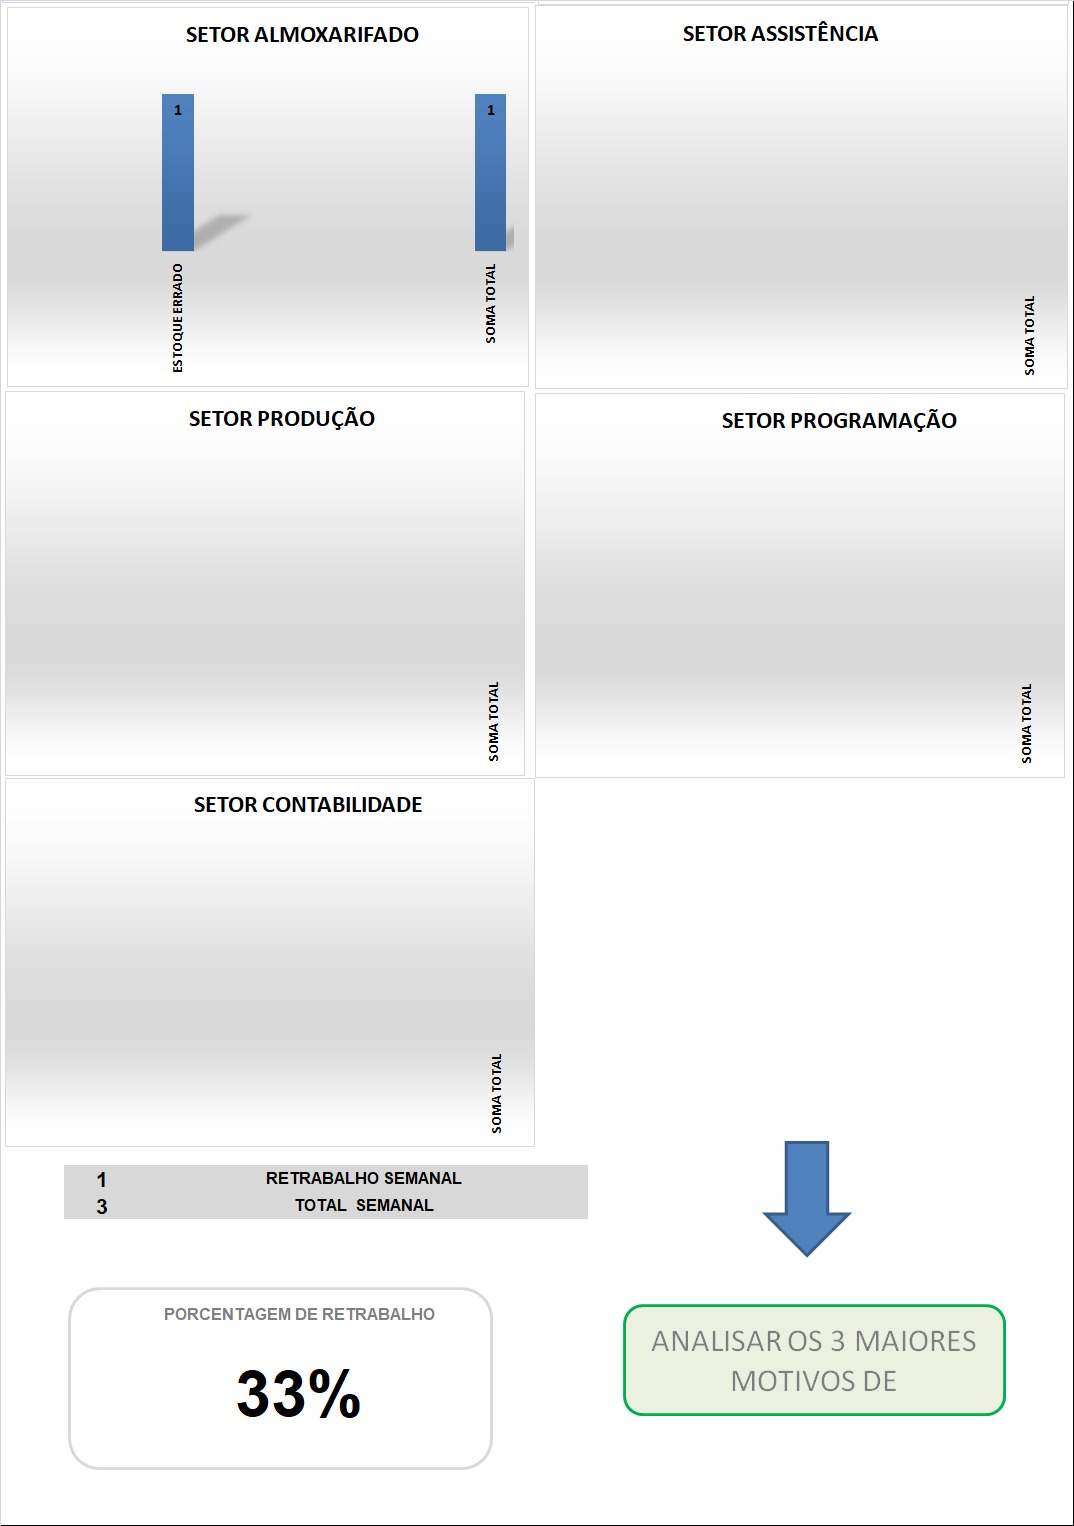 SETOR ALMOXARIFADO
1
1
ESTOQUE ERRADO
SOMA TOTAL
SETOR ASSISTÊNCIA
SOMA TOTAL
SETOR PRODUÇÃO
SOMA TOTAL
SETOR PROGRAMAÇÃO
SOMA TOTAL
SETOR CONTABILIDADE
SOMA TOTAL
1 RETRABALHO SEMANAL
3 TOTAL SEMANAL
PORCENTAGEM DE RETRABALHO
33%
ANALISAR OS 3 MAIORES
MOTIVOS DE